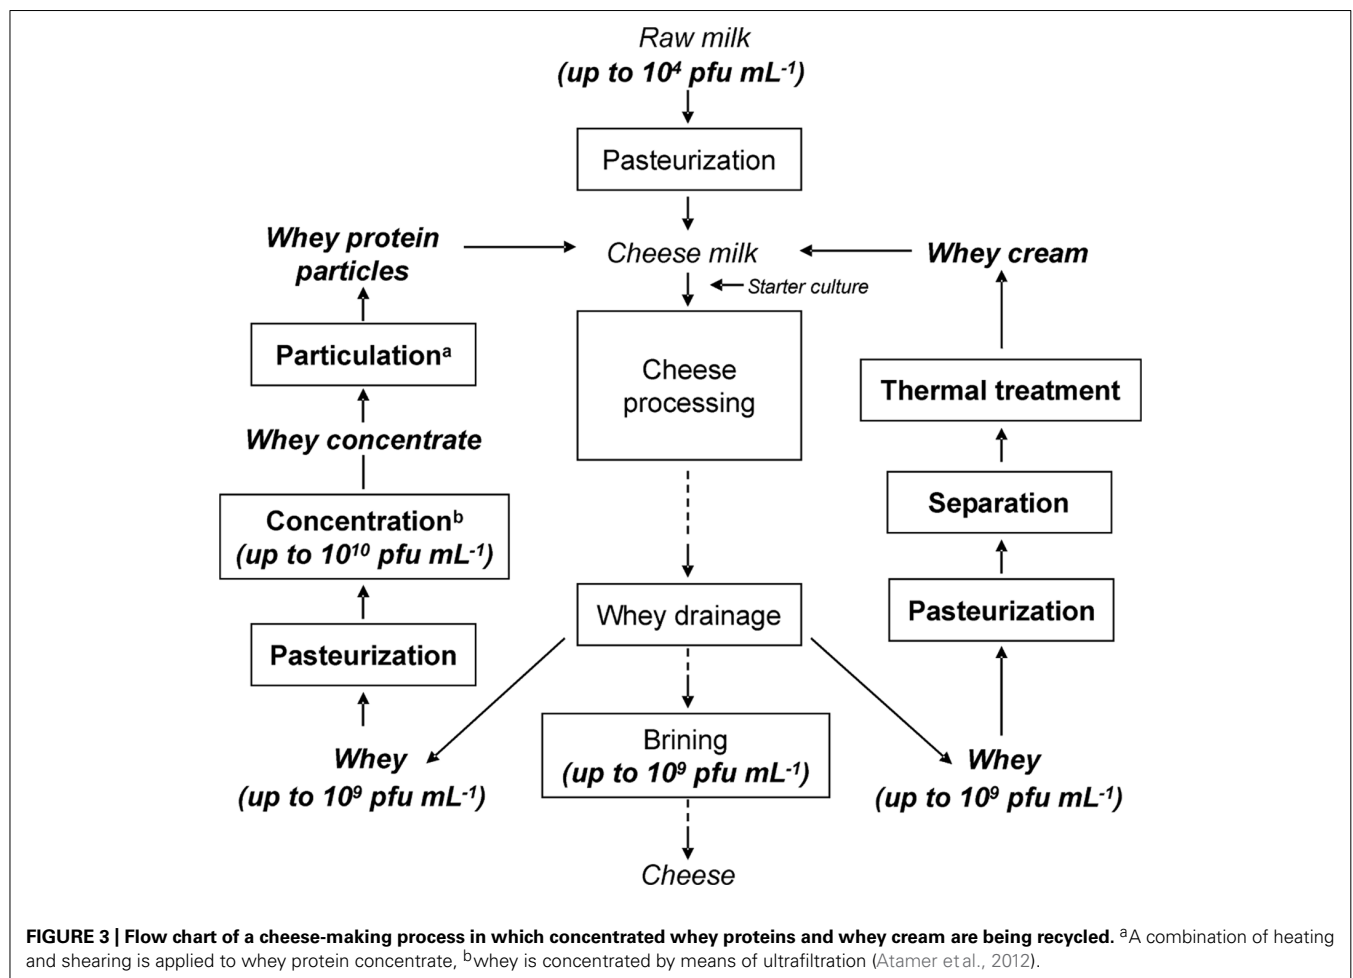 Raw milk
(up to 10⁴ pfu mL⁻¹)
Pasteurization
Whey protein
particles
Cheese milk
Whey cream
Starter culture
Particulationᵃ
Cheese
processing
Thermal treatment
Whey concentrate
Separation
Concentrationᵇ
(up to 10¹⁰ pfu mL⁻¹)
Whey drainage
Pasteurization
Pasteurization
Brining
(up to 10⁹ pfu mL⁻¹)
Whey
(up to 10⁹ pfu mL⁻¹)
Whey
(up to 10⁹ pfu mL⁻¹)
Cheese
FIGURE 3 | Flow chart of a cheese-making process in which concentrated whey proteins and whey cream are being recycled. ᵃA combination of heating
and shearing is applied to whey protein concentrate, ᵇwhey is concentrated by means of ultrafiltration (Atamer et al., 2012).